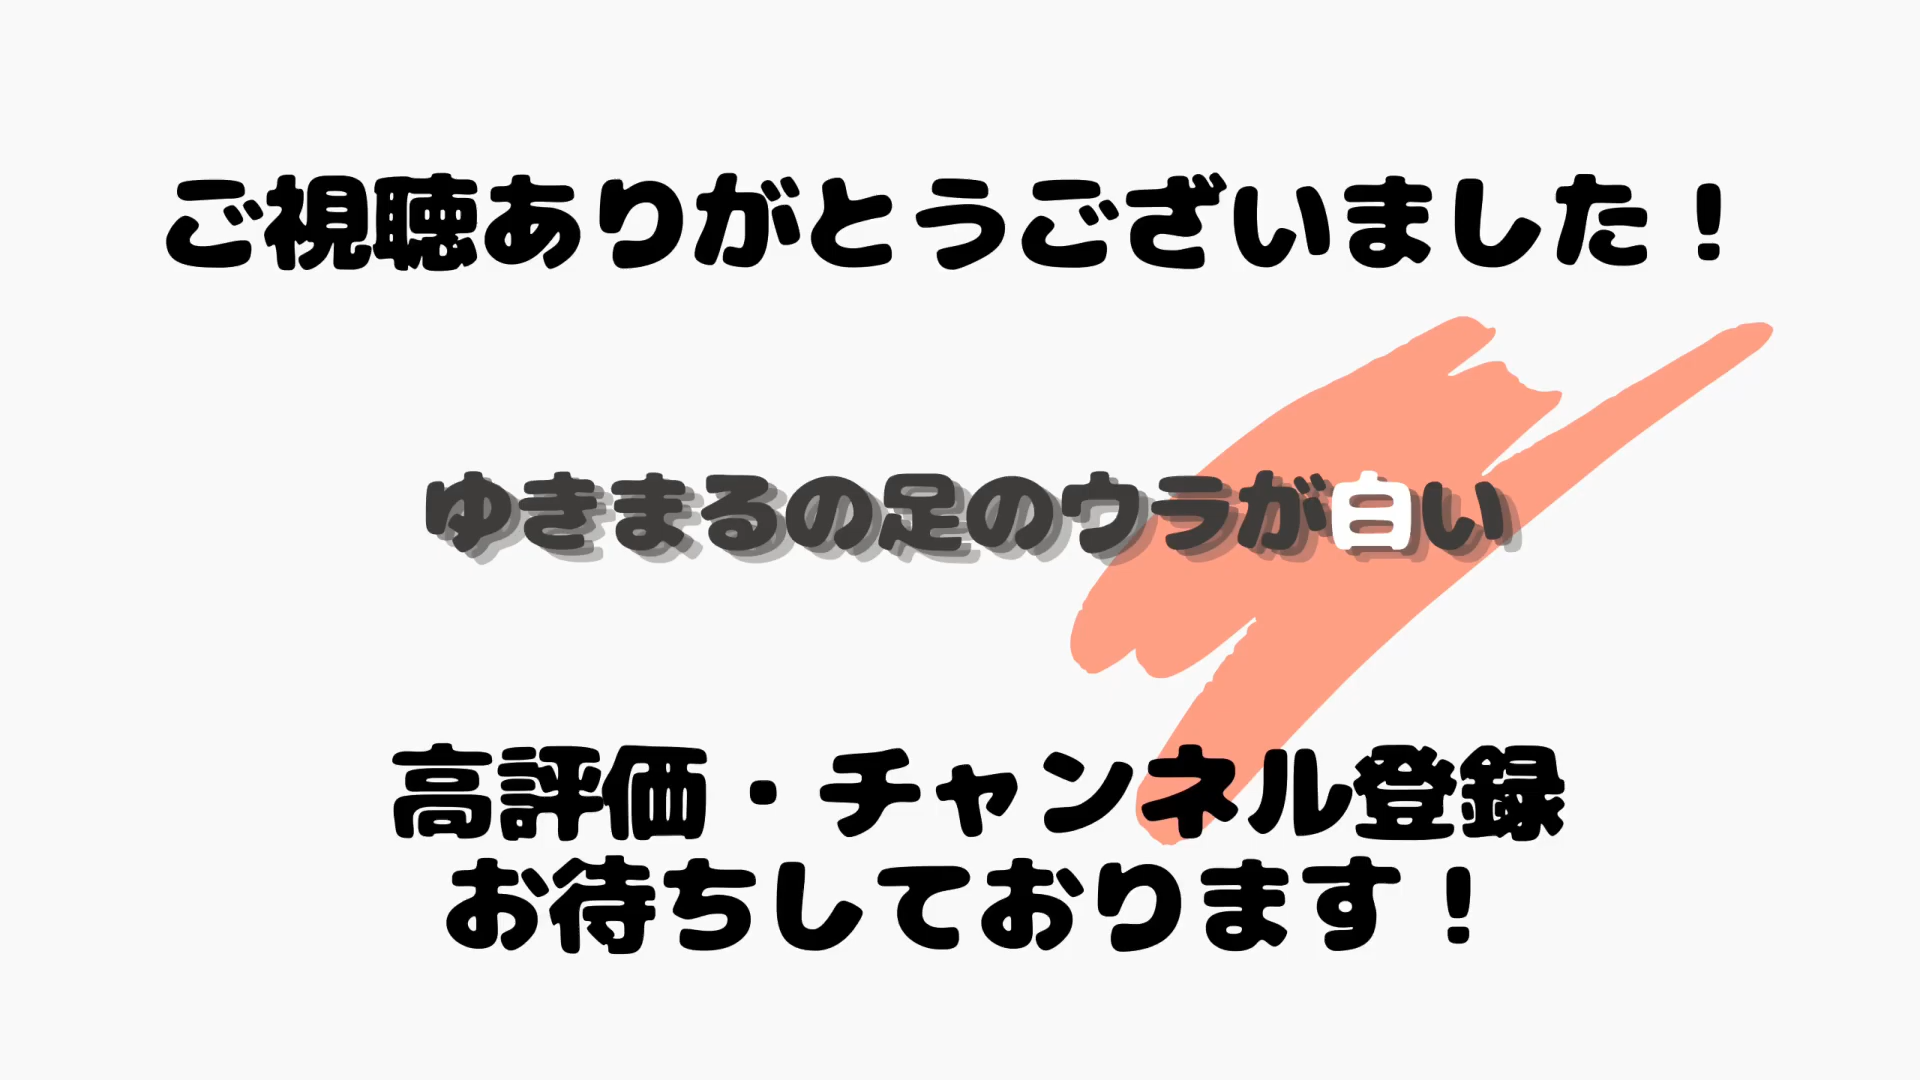 ご視聴ありがとうございました！
ゆきまるの足のウラが白い
高評価・チャンネル登録
お待ちしております！